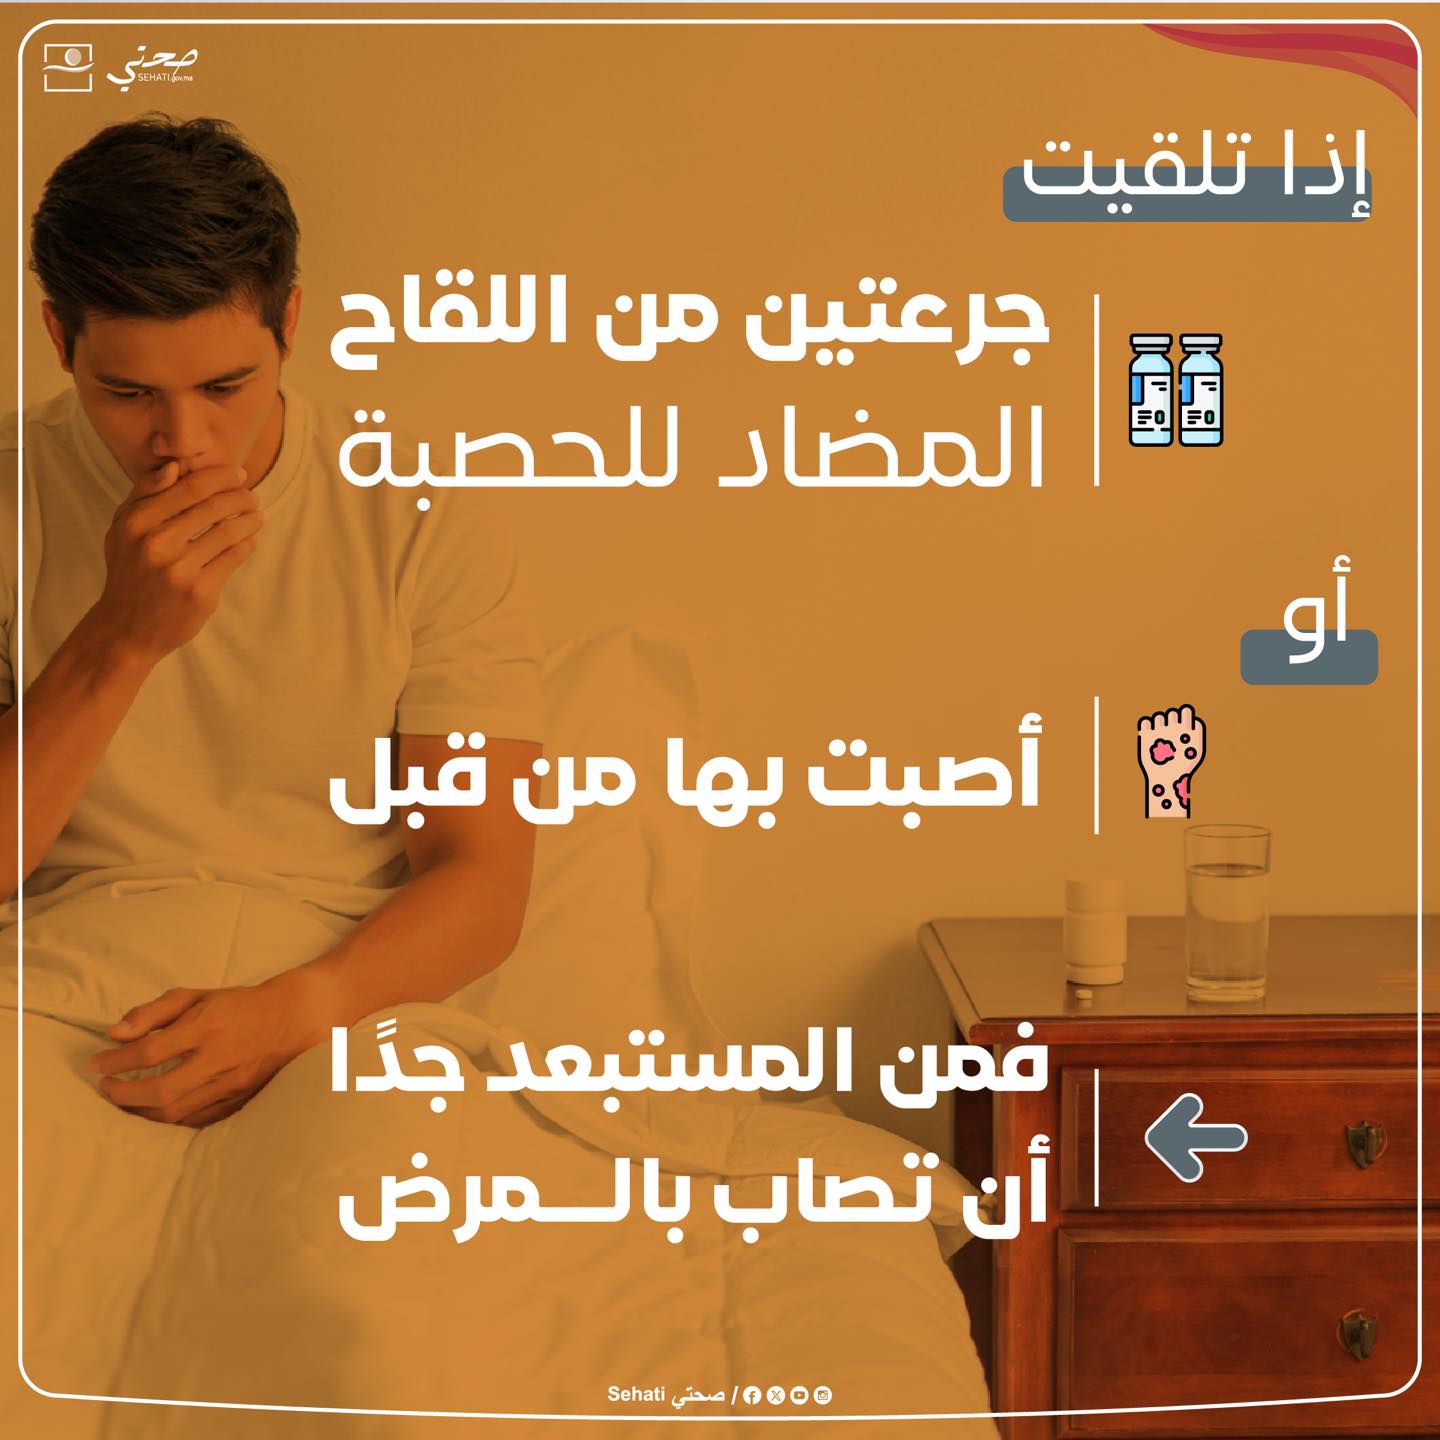 صحتي
SEHATI.gov.ma
إذا تلقيت
جرعتين من اللقاح
المضاد للحصبة
أو
أصبت بها من قبل
فمن المستبعد جدًا
أن تصاب بالـــمرض
Sehati صحتي /